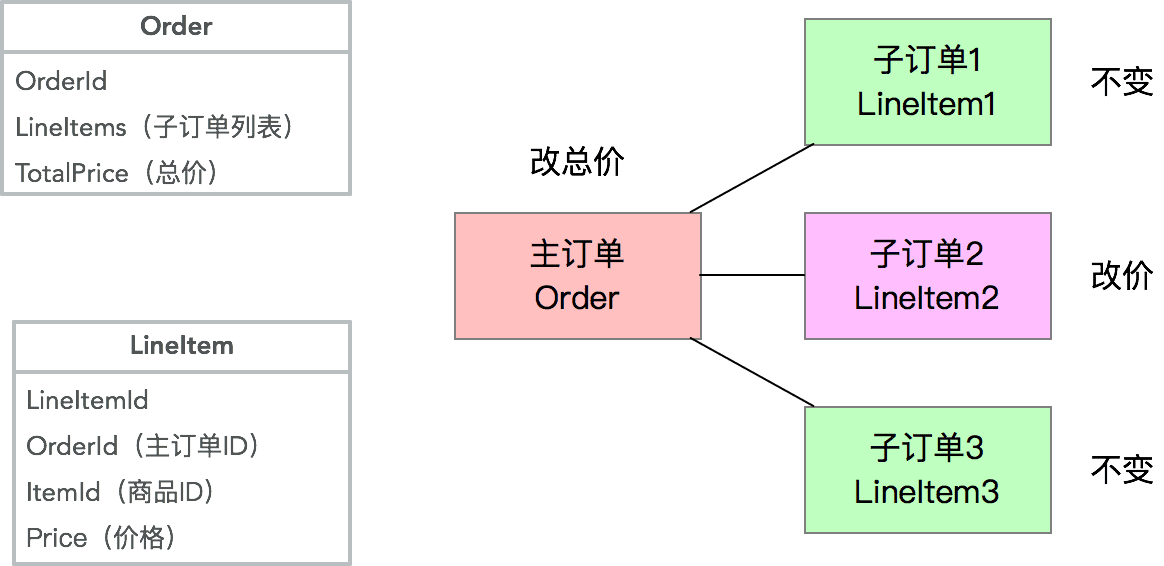 Order
OrderId
LineItems（子订单列表）
TotalPrice（总价）
LineItem
LineItemId
OrderId（主订单ID）
ItemId（商品ID）
Price（价格）
改总价
主订单
Order
子订单1
LineItem1
不变
子订单2
LineItem2
改价
子订单3
LineItem3
不变